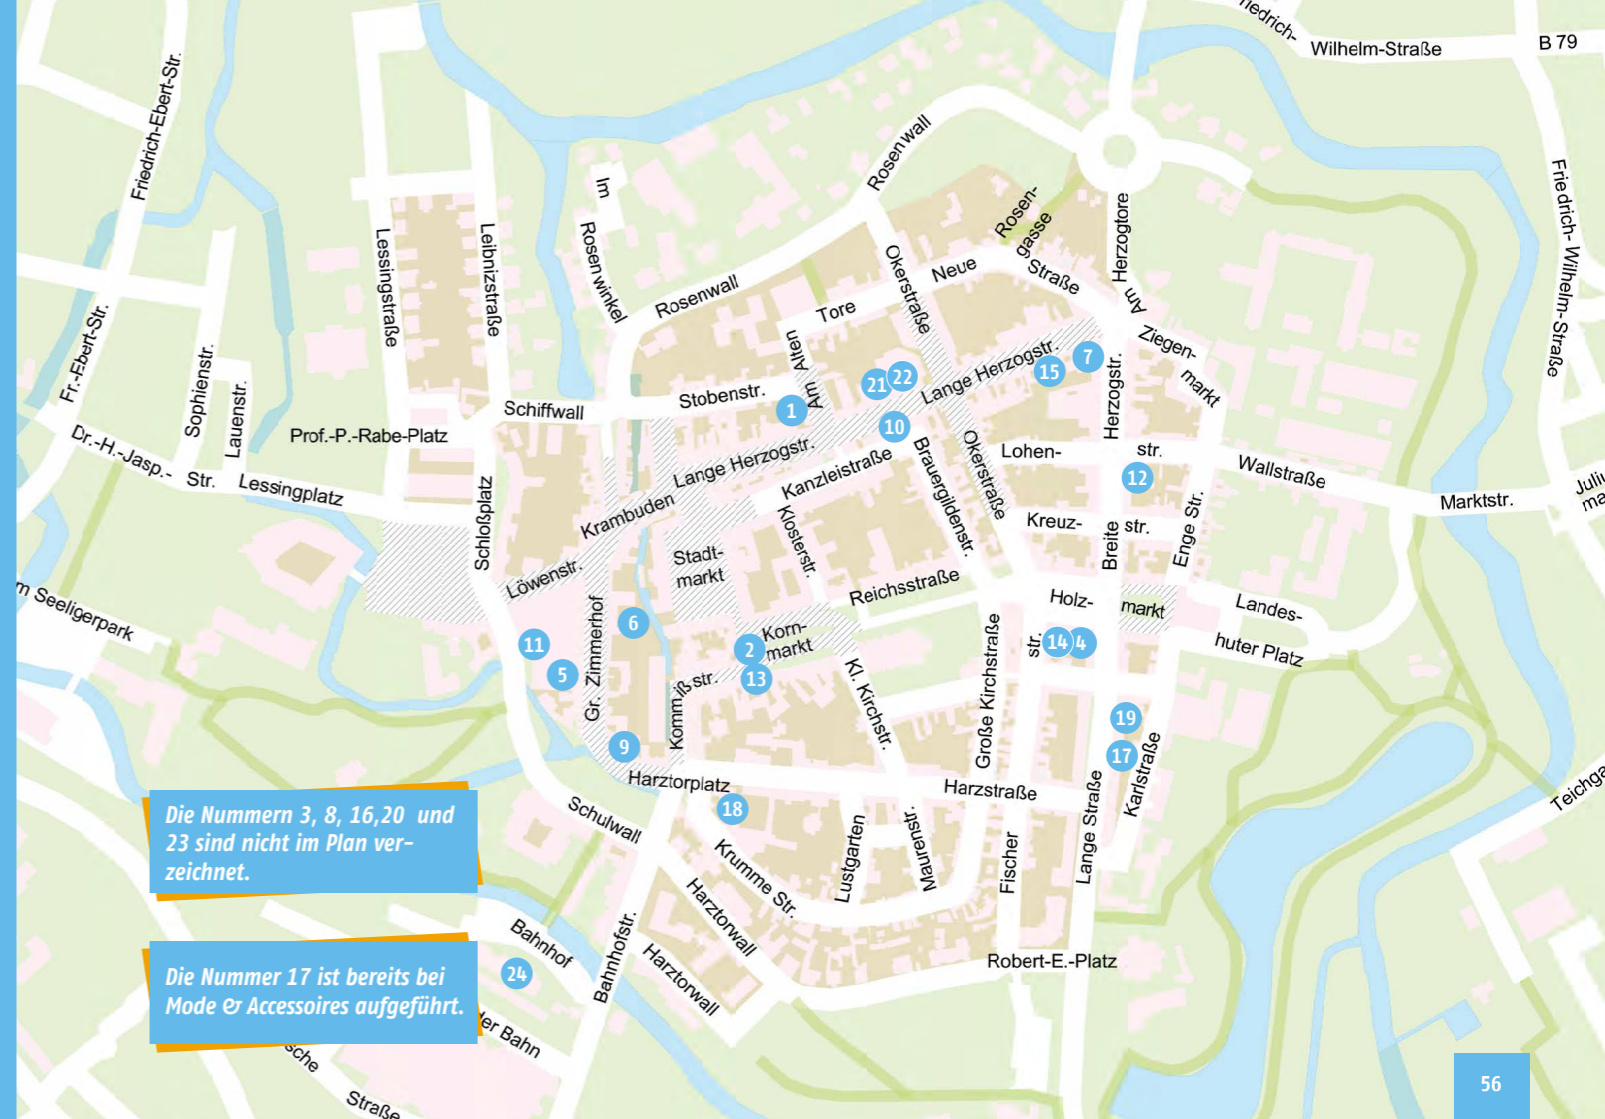 Wilhelm-Straße
B 79
Friedrich-Ebert-Str.
Rosenwall
Friedrich-Wilhelm-Straße
Im
Rosenwinkel
Rosen-
gasse
Am Herzogtore
Lessingstraße
Leibnizstraße
Okerstraße
Neue
Straße
Rosenwall
Tore
Am Alten
Fr.-Ebert-Str.
Sophienstr.
Lauenstr.
Ziegen-
markt
Lange Herzogstr.
7
15
22
21
Herzogstr.
Stobenstr.
1
Schiffwall
10
Prof.-P.-Rabe-Platz
Dr.-H.-Jasp.-
Str.
Lessingplatz
Lange Herzogstr.
Kanzleistraße
Brauergildenstr.
Okerstraße
Lohen-
str.
12
Wallstraße
Marktstr.
Krambuden
Klosterstr.
Schloßplatz
Kreuz-
str.
Breite
Enge Str.
Stadt-
markt
Löwenstr.
Reichsstraße
Holz-
markt
Landes-
huter Platz
Seeligerpark
Gr. Zimmerhof
6
11
5
2
Korn-
markt
13
Kommißstr.
Kl. Kirchstr.
Große Kirchstraße
str.
14
4
19
17
Karlstraße
9
Harztorplatz
Harzstraße
18
Schulwall
Krumme Str.
Lustgarten
Maurenstr.
Fischer
Lange Straße
Harztorwall
Harztorwall
Bahnhofstr.
Bahnhof
24
Robert-E.-Platz
der Bahn
Straße
Die Nummern 3, 8, 16,20 und
23 sind nicht im Plan ver-
zeichnet.
Die Nummer 17 ist bereits bei
Mode & Accessoires aufgeführt.
56